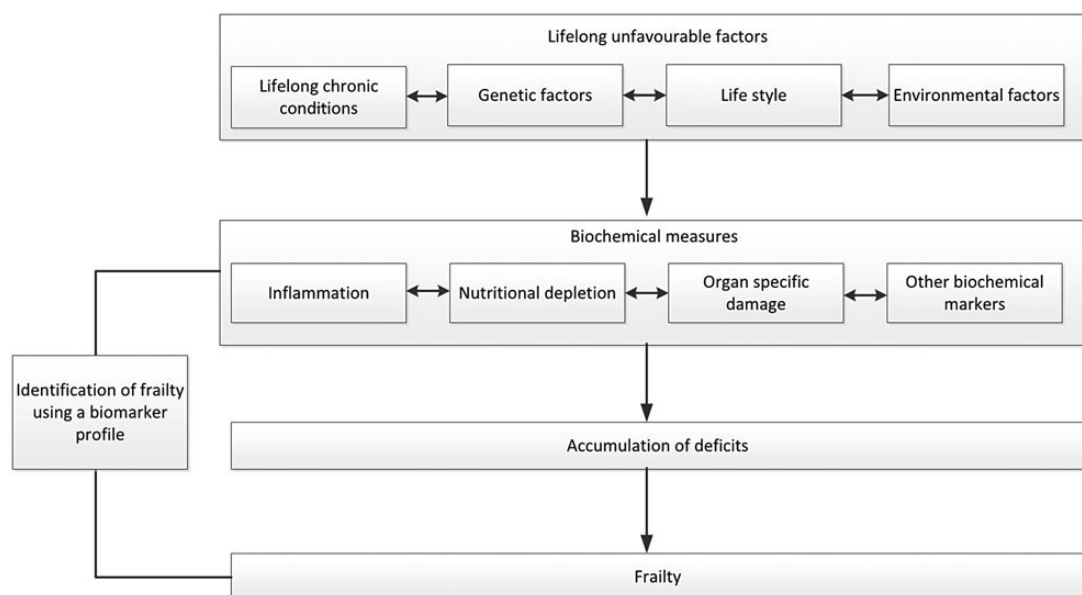 Lifelong unfavourable factors
Lifelong chronic
conditions
Genetic factors
Life style
Environmental factors
Biochemical measures
Inflammation
Nutritional depletion
Organ specific
damage
Other biochemical
markers
Identification of frailty
using a biomarker
profile
Accumulation of deficits
Frailty